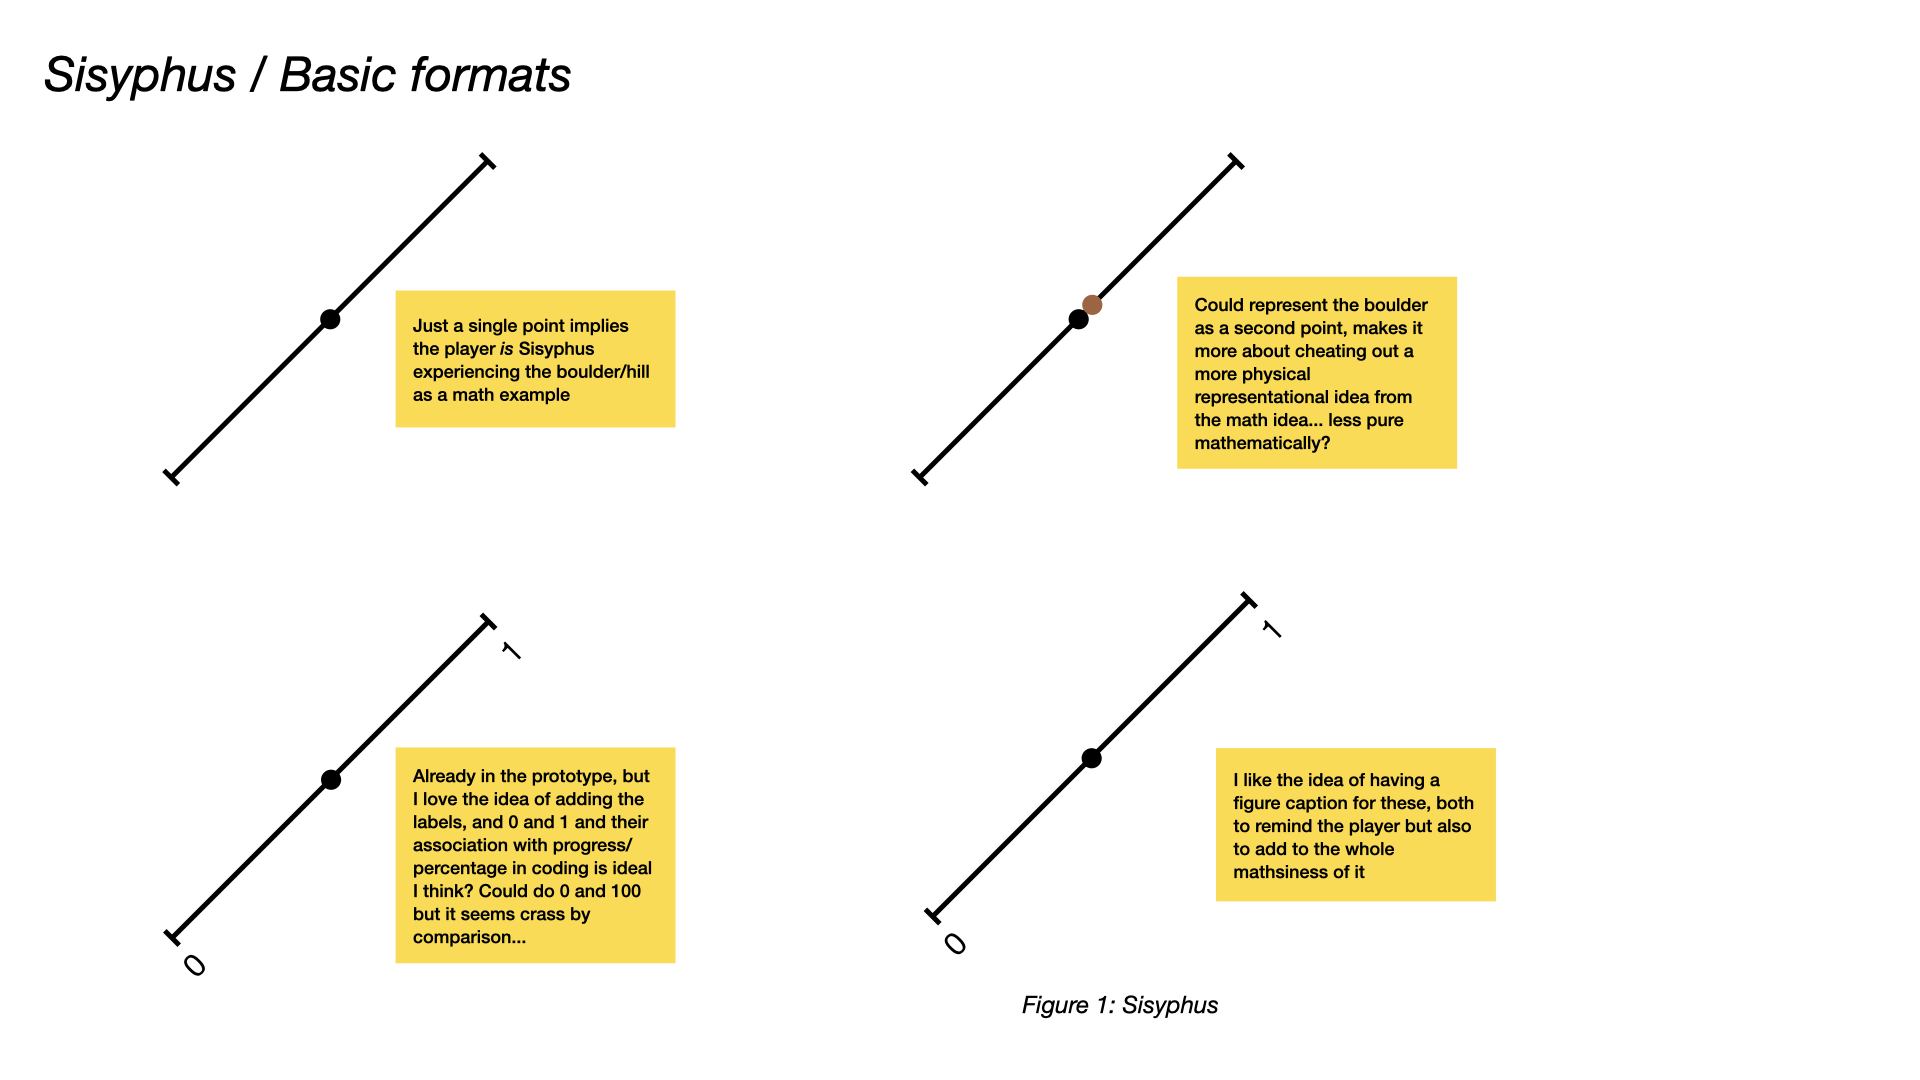 Sisyphus / Basic formats
Just a single point implies
the player is Sisyphus
experiencing the boulder/hill
as a math example
Could represent the boulder
as a second point, makes it
more about cheating out a
more physical
representational idea from
the math idea... less pure
mathematically?
1
0
Already in the prototype, but
I love the idea of adding the
labels, and 0 and 1 and their
association with progress/
percentage in coding is ideal
I think? Could do 0 and 100
but it seems crass by
comparison...
1
0
I like the idea of having a
figure caption for these, both
to remind the player but also
to add to the whole
mathsiness of it
Figure 1: Sisyphus